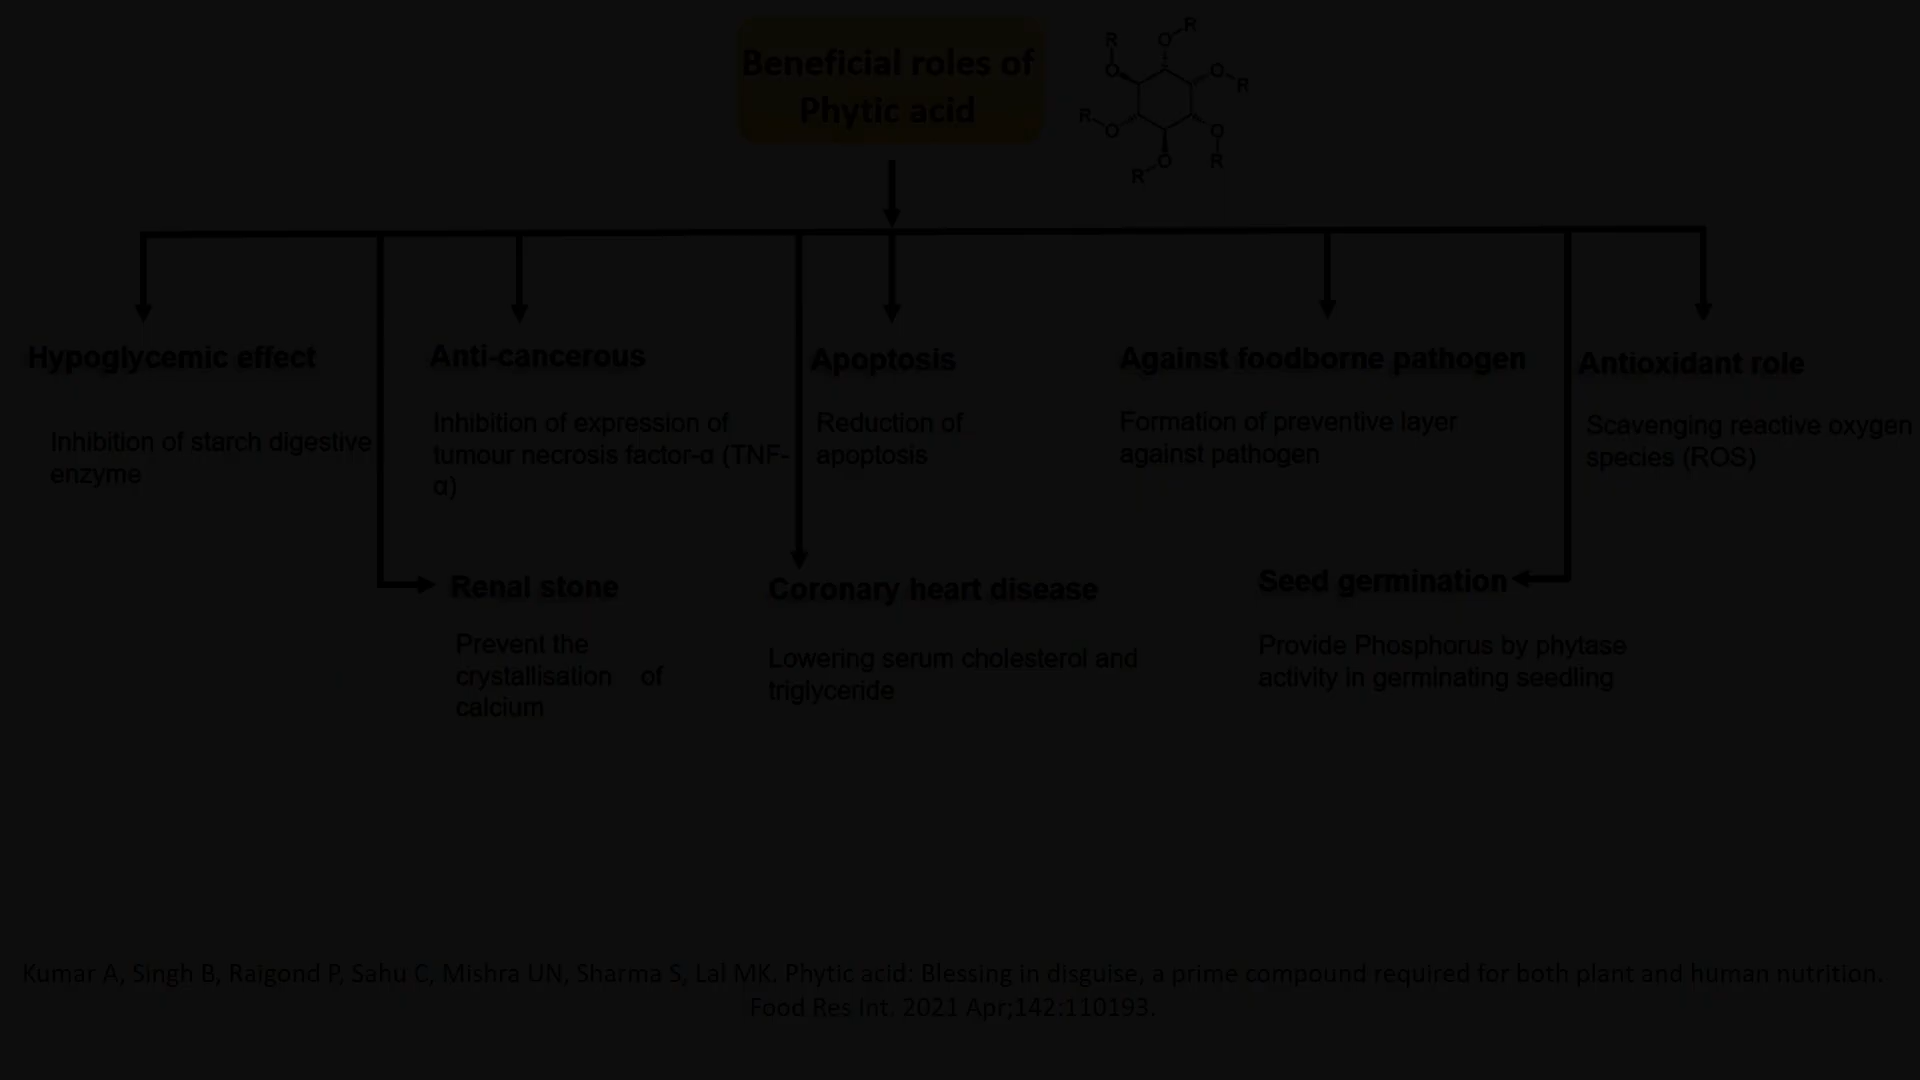 Beneficial roles of
Phytic acid
R
R
O
O
O
R
R
O
O
O
R
R
Hypoglycemic effect
Inhibition of starch digestive
enzyme
Anti-cancerous
Inhibition of expression of
tumour necrosis factor-α (TNF-
α)
Apoptosis
Reduction of
apoptosis
Against foodborne pathogen
Formation of preventive layer
against pathogen
Antioxidant role
Scavenging reactive oxygen
species (ROS)
Renal stone
Prevent the
crystallisation of
calcium
Coronary heart disease
Lowering serum cholesterol and
triglyceride
Seed germination
Provide Phosphorus by phytase
activity in germinating seedling
Kumar A, Singh B, Raigond P, Sahu C, Mishra UN, Sharma S, Lal MK. Phytic acid: Blessing in disguise, a prime compound required for both plant and human nutrition.
Food Res Int. 2021 Apr;142:110193.